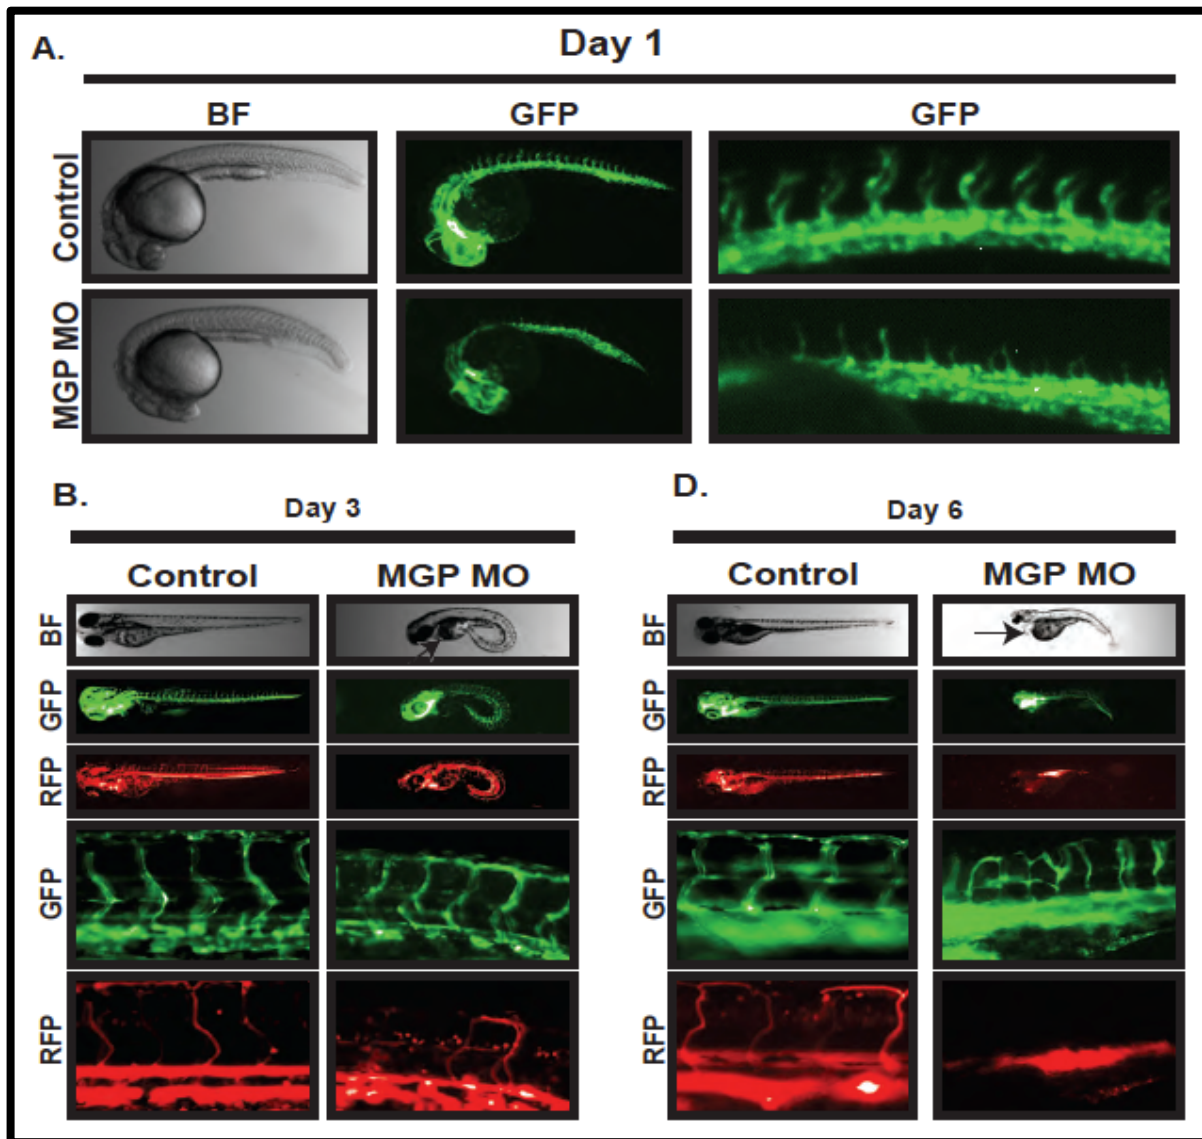 A.
Day 1
BF GFP GFP
Control
MGP MO
B.
Day 3
Control MGP MO
BF
GFP
RFP
GFP
RFP
D.
Day 6
Control MGP MO
BF
GFP
RFP
GFP
RFP